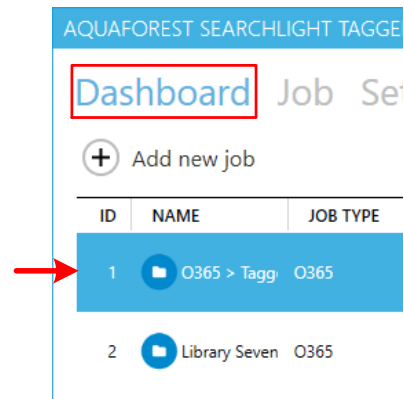 AQUAFOREST SEARCHLIGHT TAGGE
Dashboard Job Set
Add new job
ID NAME JOB TYPE
1 O365 > Tagg O365
2 Library Seven O365